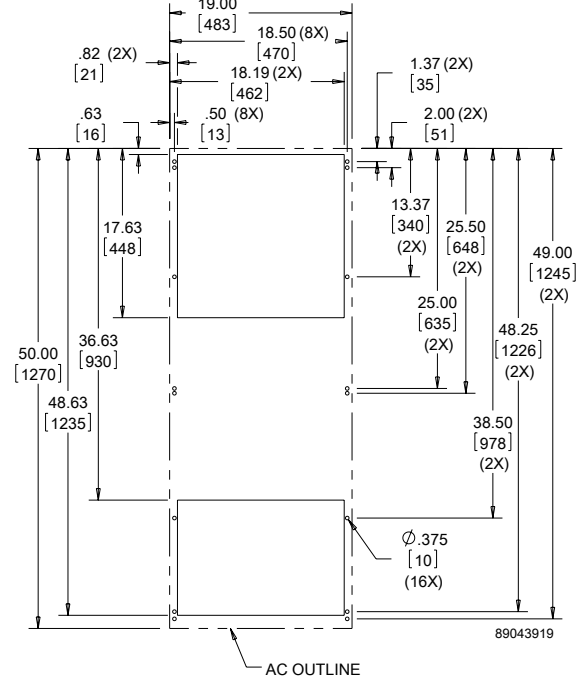 19.00
[483]
18.50 (8X)
[470]
.82 (2X)
[21]
18.19 (2X)
[462]
1.37 (2X)
[35]
.63
[16]
.50 (8X)
[13]
2.00 (2X)
[51]
17.63
[448]
13.37
[340]
(2X)
25.50
[648]
(2X)
49.00
[1245]
(2X)
25.00
[635]
(2X)
36.63
[930]
48.25
[1226]
(2X)
50.00
[1270]
48.63
[1235]
38.50
[978]
(2X)
Ø.375
[10]
(16X)
89043919
AC OUTLINE